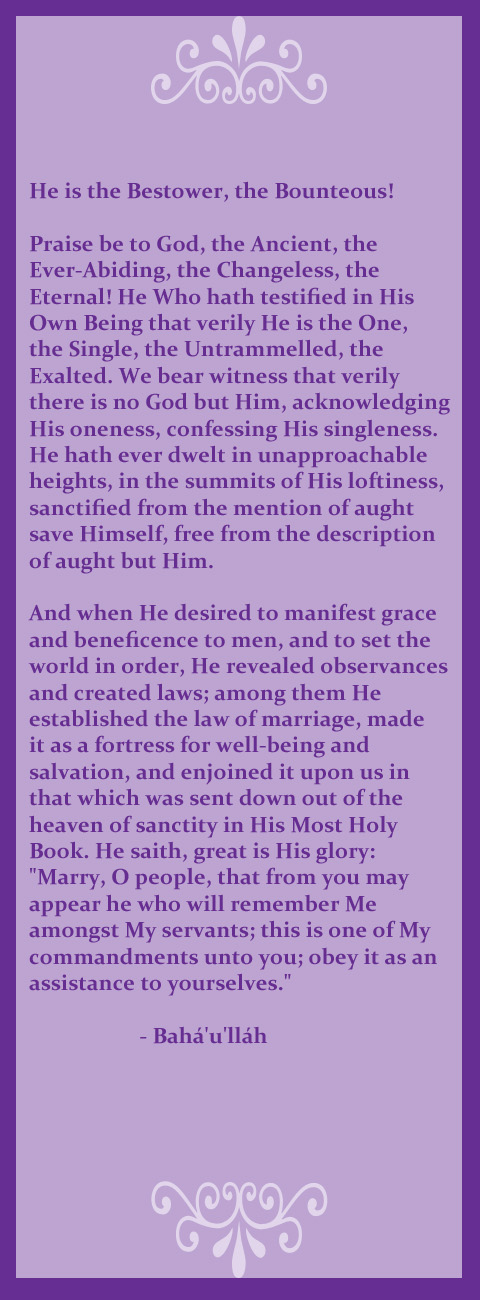 He is the Bestower, the Bounteous!
Praise be to God, the Ancient, the
Ever-Abiding, the Changeless, the
Eternal! He Who hath testified in His
Own Being that verily He is the One,
the Single, the Untrammelled, the
Exalted. We bear witness that verily
there is no God but Him, acknowledging
His oneness, confessing His singleness.
He hath ever dwelt in unapproachable
heights, in the summits of His loftiness,
sanctified from the mention of aught
save Himself, free from the description
of aught but Him.
And when He desired to manifest grace
and beneficence to men, and to set the
world in order, He revealed observances
and created laws; among them He
established the law of marriage, made
it as a fortress for well-being and
salvation, and enjoined it upon us in
that which was sent down out of the
heaven of sanctity in His Most Holy
Book. He saith, great is His glory:
"Marry, O people, that from you may
appear he who will remember Me
amongst My servants; this is one of My
commandments unto you; obey it as an
assistance to yourselves."
- Bahá'u'lláh